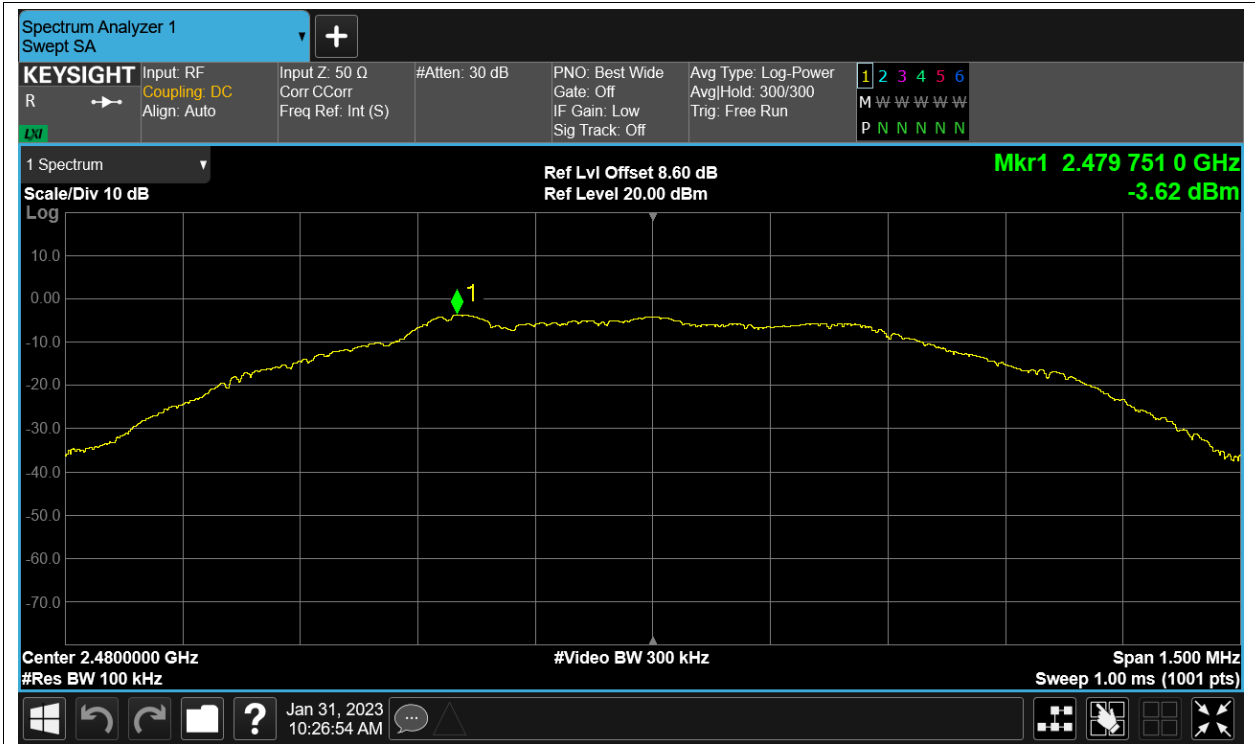 Spectrum Analyzer 1
Swept SA
KEYSIGHT
R
LXI
Input: RF
Coupling: DC
Align: Auto
Input Z: 50 Ω
Corr CCorr
Freq Ref: Int (S)
#Atten: 30 dB
PNO: Best Wide
Gate: Off
IF Gain: Low
Sig Track: Off
Avg Type: Log-Power
Avg|Hold: 300/300
Trig: Free Run
1 2 3 4 5 6
M W W W W W
P N N N N N
1 Spectrum
Scale/Div 10 dB
Log
Ref Lvl Offset 8.60 dB
Ref Level 20.00 dBm
Mkr1 2.479 751 0 GHz
-3.62 dBm
10.0
0.00
-10.0
-20.0
-30.0
-40.0
-50.0
-60.0
-70.0
1
Center 2.4800000 GHz
#Res BW 100 kHz
#Video BW 300 kHz
Span 1.500 MHz
Sweep 1.00 ms (1001 pts)
?
Jan 31, 2023
10:26:54 AM